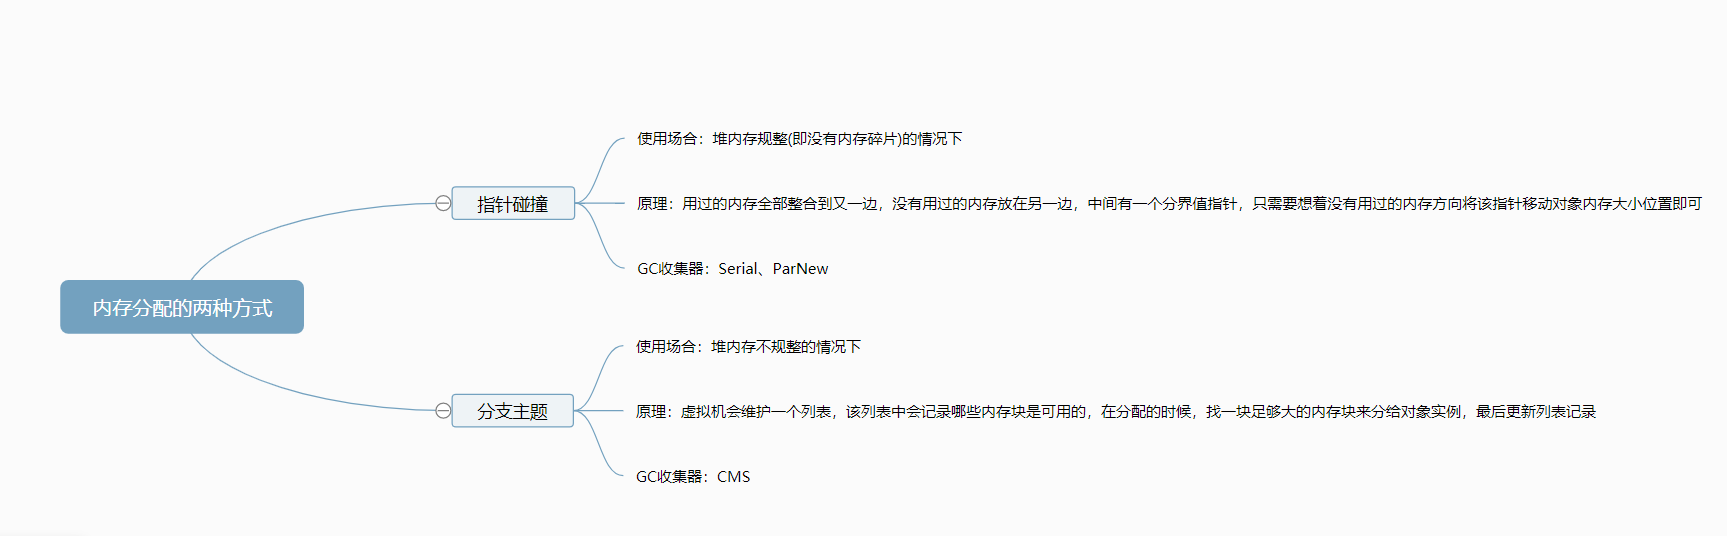 内存分配的两种方式
指针碰撞
使用场合：堆内存规整(即没有内存碎片)的情况下
原理：用过的内存全部整合到又一边，没有用过的内存放在另一边，中间有一个分界值指针，只需要想着没有用过的内存方向将该指针移动对象内存大小位置即可
GC收集器：Serial、ParNew
分支主题
使用场合：堆内存不规整的情况下
原理：虚拟机会维护一个列表，该列表中会记录哪些内存块是可用的，在分配的时候，找一块足够大的内存块来分给对象实例，最后更新列表记录
GC收集器：CMS